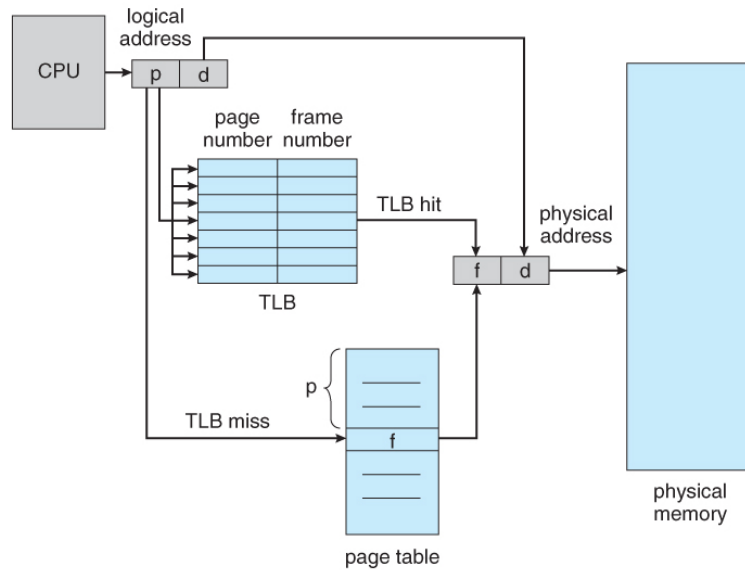 logical
address
CPU
p d
page
number
frame
number
TLB hit
physical
address
f d
TLB
p
TLB miss
f
page table
physical
memory